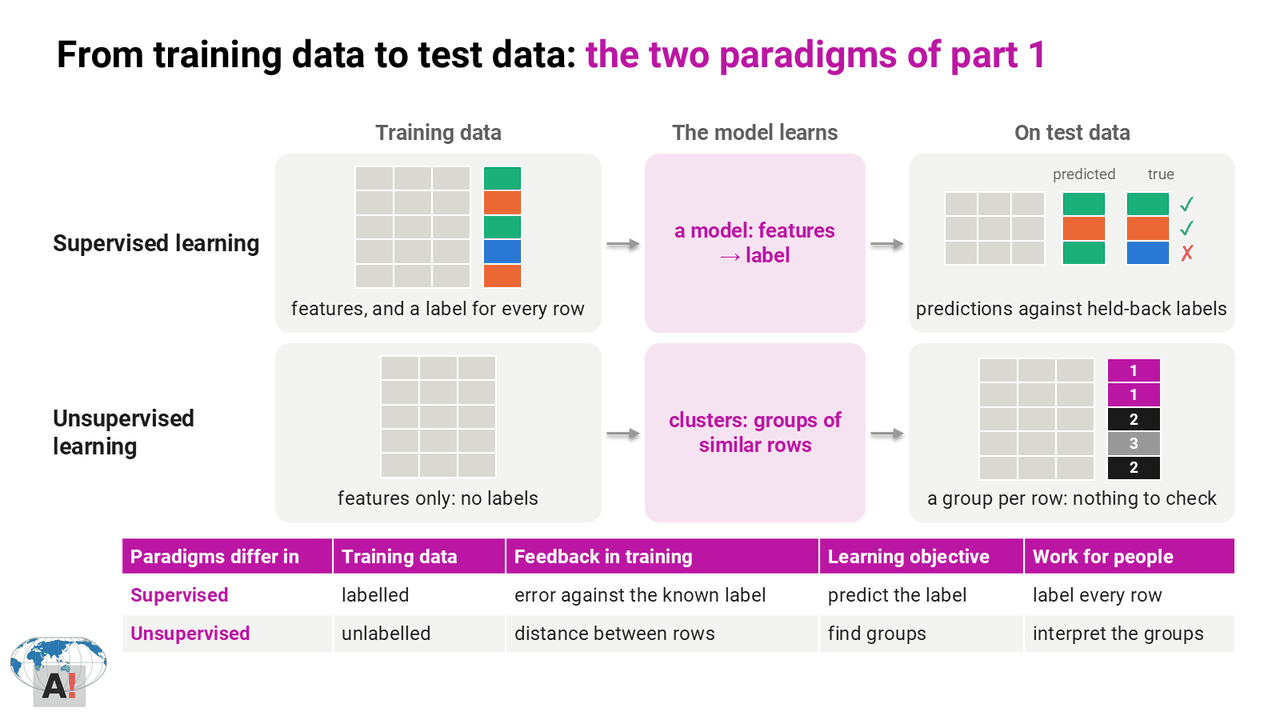 From training data to test data: the two paradigms of part 1
Training data
The model learns
On test data
Supervised learning
features, and a label for every row
a model: features
→ label
predicted
true
✓
✓
✗
predictions against held-back labels
Unsupervised
learning
features only: no labels
clusters: groups of
similar rows
1
1
2
3
2
a group per row: nothing to check
Paradigms differ in
Training data
Feedback in training
Learning objective
Work for people
Supervised
labelled
error against the known label
predict the label
label every row
Unsupervised
unlabelled
distance between rows
find groups
interpret the groups
A!